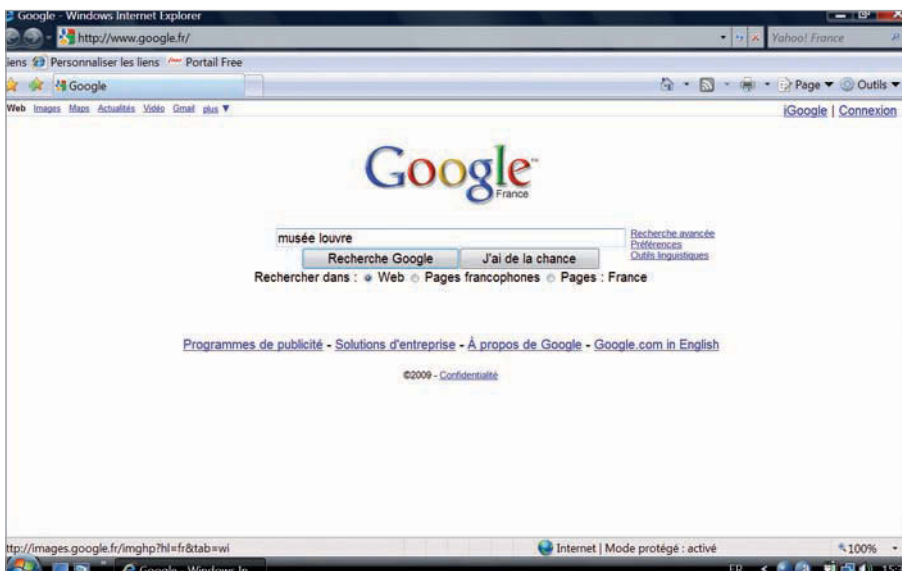 Google - Windows Internet Explorer
http://www.google.fr/ Yahoo! France
iens Personnaliser les liens Portail Free
Google Page Outils
Web Images Maps Actualités Vidéo Gmail plus ▼ iGoogle | Connexion
Google™
France
musée louvre
Recherche avancée
Préférences
Outils linguistiques
Recherche Google J'ai de la chance
Rechercher dans : Web Pages francophones Pages : France
Programmes de publicité - Solutions d'entreprise - À propos de Google - Google.com in English
©2009 - Confidentialité
ttp://images.google.fr/imghp?hl=fr&tab=wi Internet | Mode protégé : activé 100%
Google - Windows In... FR